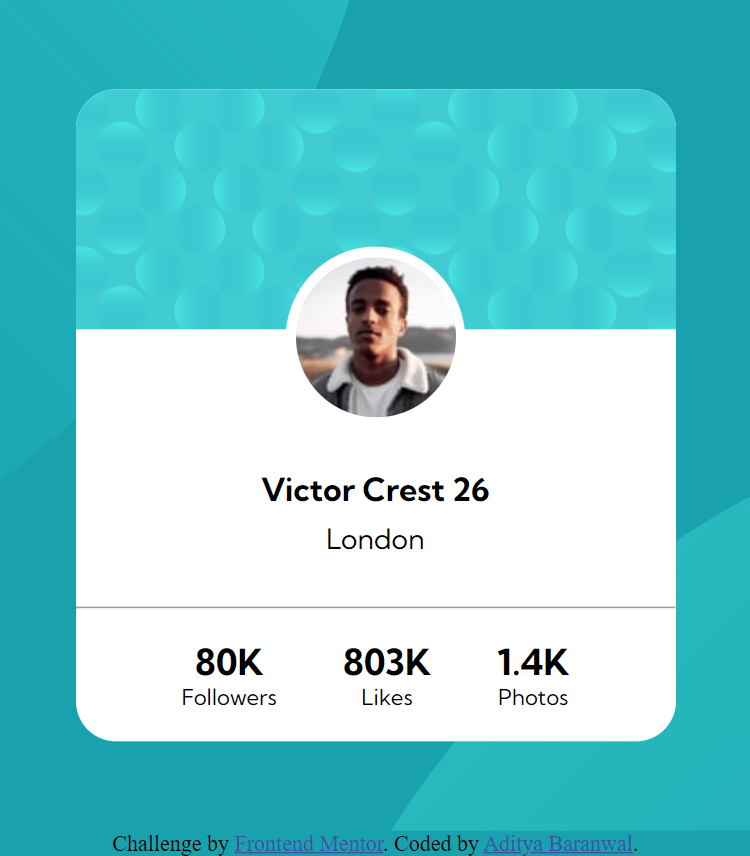 Victor Crest 26
London
80K 803K 1.4K
Followers Likes Photos
Challenge by Frontend Mentor. Coded by Aditya Baranwal.